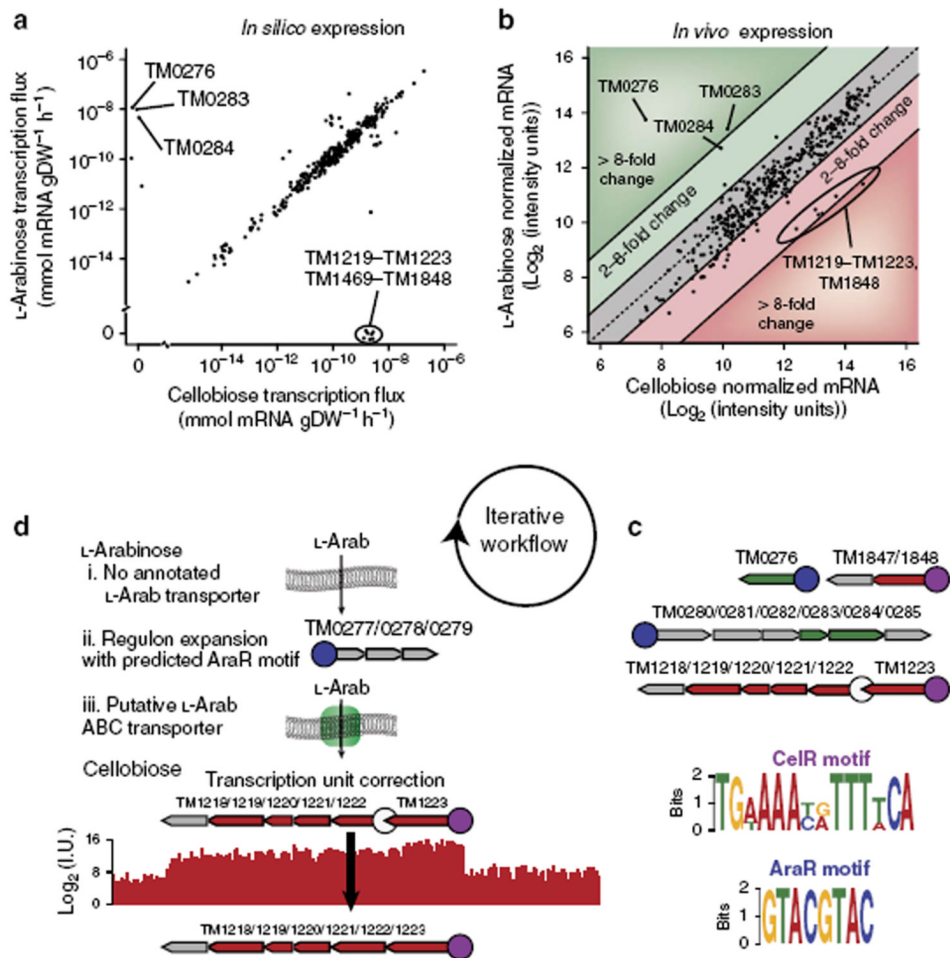 a
In silico expression
10⁻⁶
10⁻⁸
10⁻¹⁰
10⁻¹²
10⁻¹⁴
0
L-Arabinose transcription flux
(mmol mRNA gDW⁻¹ h⁻¹)
TM0276
TM0283
TM0284
TM1219–TM1223
TM1469–TM1848
0 10⁻¹⁴ 10⁻¹² 10⁻¹⁰ 10⁻⁸ 10⁻⁶
Cellobiose transcription flux
(mmol mRNA gDW⁻¹ h⁻¹)
b
In vivo expression
16
14
12
10
8
6
L-Arabinose normalized mRNA
(Log₂ (intensity units))
TM0276
TM0283
TM0284
> 8-fold
change
2–8-fold change
2–8-fold change
TM1219–TM1223,
TM1848
> 8-fold
change
6 8 10 12 14 16
Cellobiose normalized mRNA
(Log₂ (intensity units))
d
Iterative
workflow
L-Arabinose
i. No annotated
L-Arab transporter
L-Arab
ii. Regulon expansion
with predicted AraR motif
TM0277/0278/0279
iii. Putative L-Arab
ABC transporter
L-Arab
Cellobiose
Transcription unit correction
TM1218/1219/1220/1221/1222
TM1223
Log₂ (I.U.)
16
8
0
TM1218/1219/1220/1221/1222/1223
c
TM0276
TM1847/1848
TM0280/0281/0282/0283/0284/0285
TM1218/1219/1220/1221/1222
TM1223
CelR motif
Bits
2
1
0
TGAAAATGTTTTCA
CA A
AraR motif
Bits
2
1
0
GTACGTAC